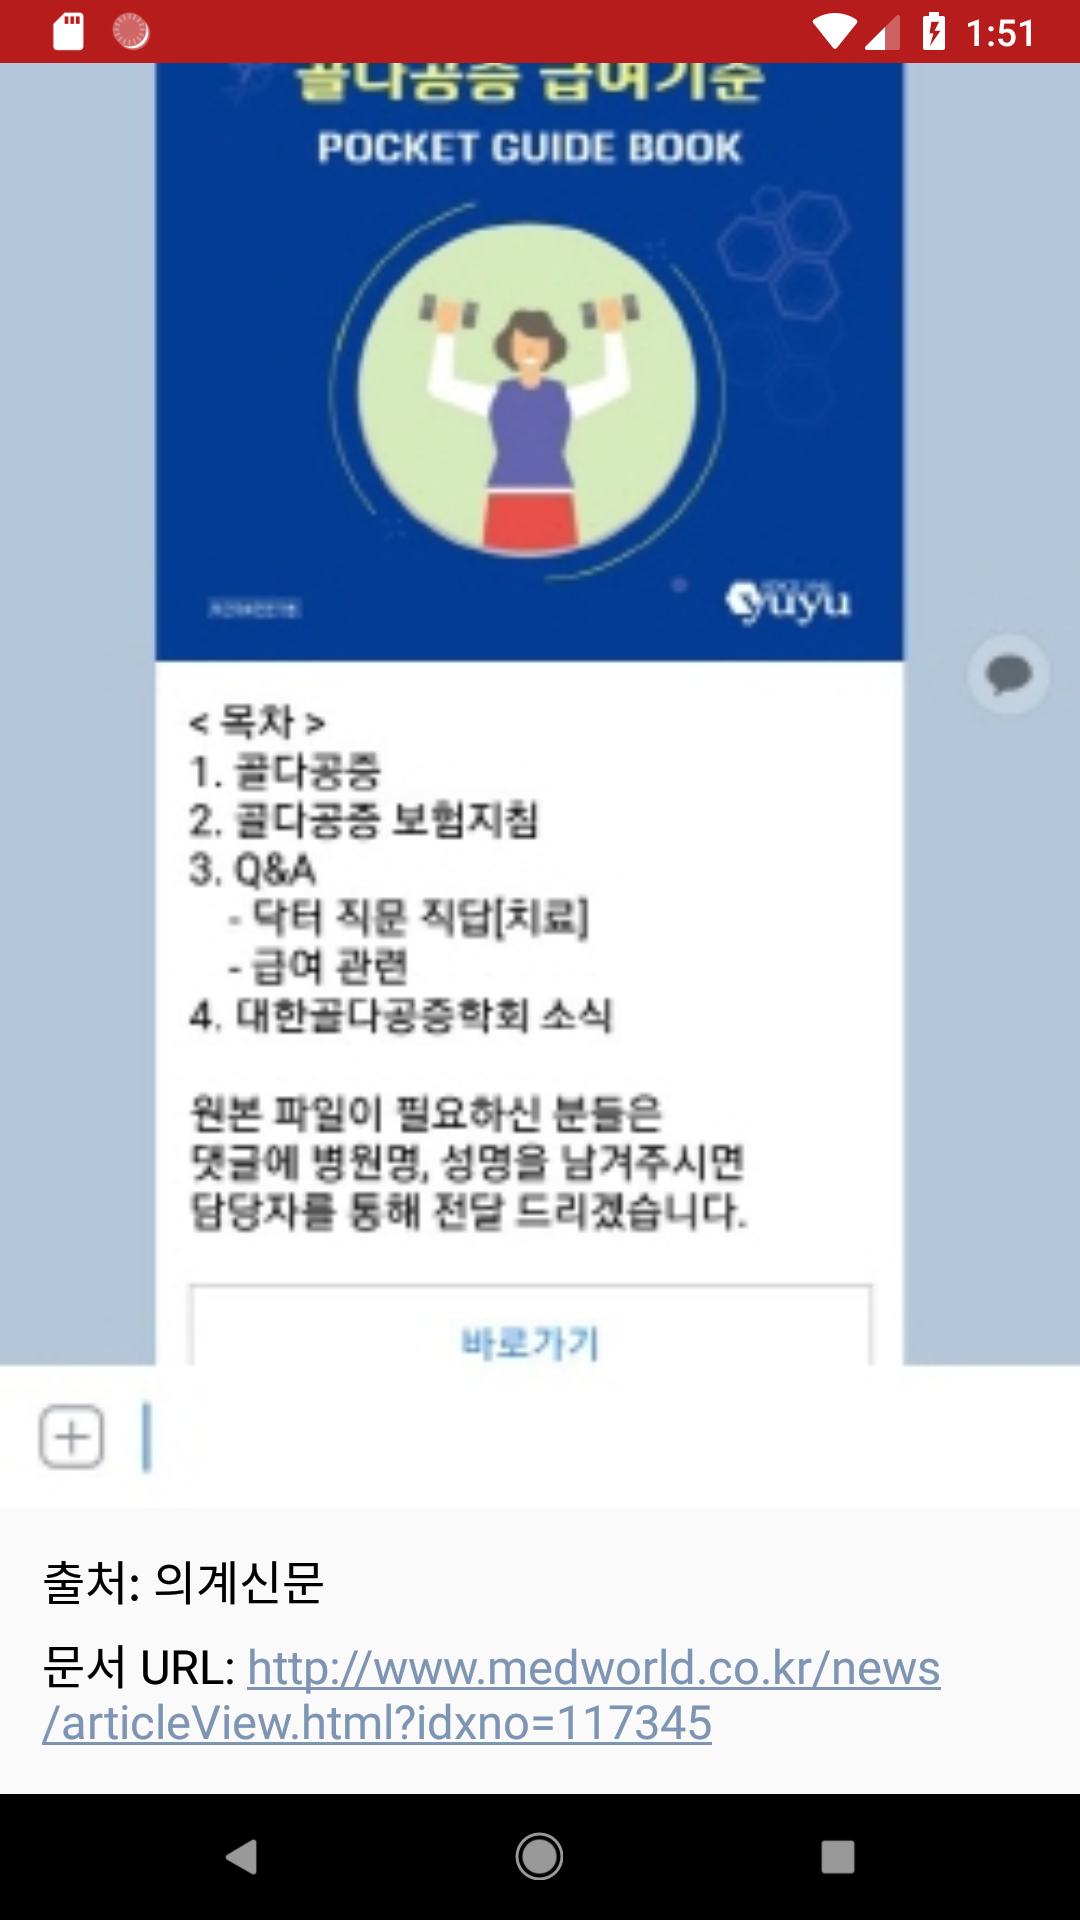 1:51
골다공증 급여기준
POCKET GUIDE BOOK
yuyu
< 목차 >
1. 골다공증
2. 골다공증 보험지침
3. Q&A
- 닥터 직문 직답[치료]
- 급여 관련
4. 대한골다공증학회 소식
원본 파일이 필요하신 분들은
댓글에 병원명, 성명을 남겨주시면
담당자를 통해 전달 드리겠습니다.
바로가기
출처: 의계신문
문서 URL: http://www.medworld.co.kr/news
/articleView.html?idxno=117345